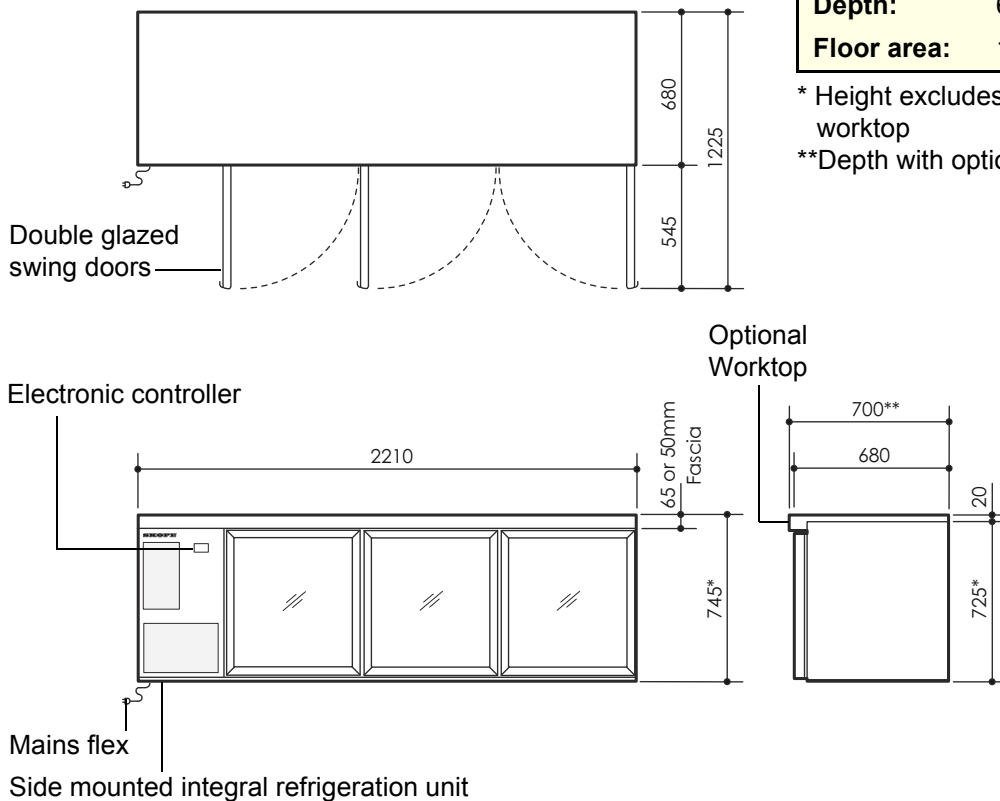 Depth:
Floor area:
* Height excludes
worktop
**Depth with optio
680
1225
545
Double glazed
swing doors
Optional
Worktop
Electronic controller
2210
65 or 50mm
Fascia
700**
680
20
SKOPE
745*
725*
Mains flex
Side mounted integral refrigeration unit